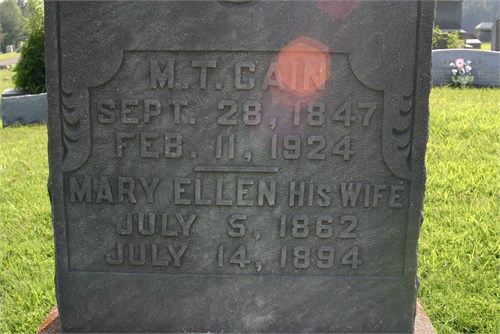 M.T. CAIN
SEPT. 28, 1847
FEB. 11, 1924
MARY ELLEN HIS WIFE
JULY 5, 1862
JULY 14, 1894